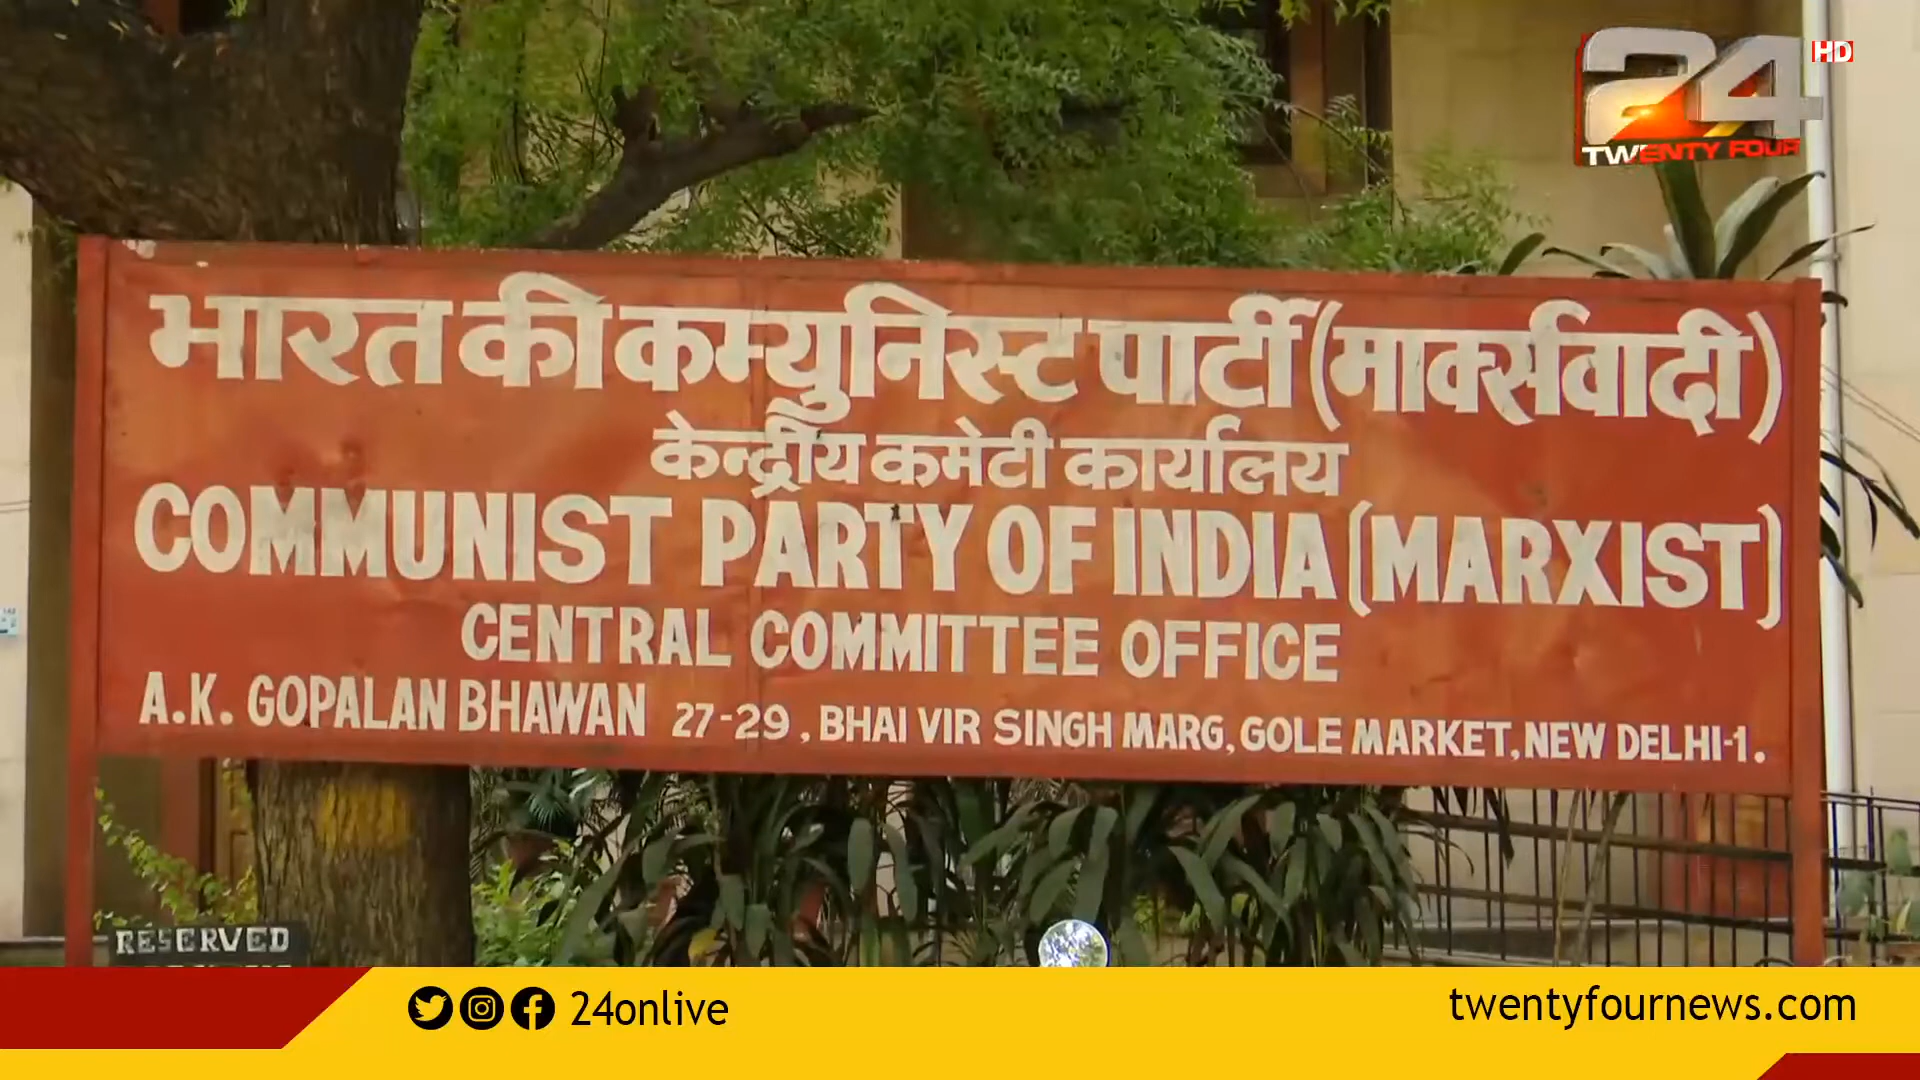 24 HD
TWENTY FOUR
भारत की कम्युनिस्ट पार्टी (मार्क्सवादी)
केन्द्रीय कमेटी कार्यालय
COMMUNIST PARTY OF INDIA (MARXIST)
CENTRAL COMMITTEE OFFICE
A.K. GOPALAN BHAWAN 27-29, BHAI VIR SINGH MARG, GOLE MARKET, NEW DELHI-1.
RESERVED
24onlive
twentyfournews.com